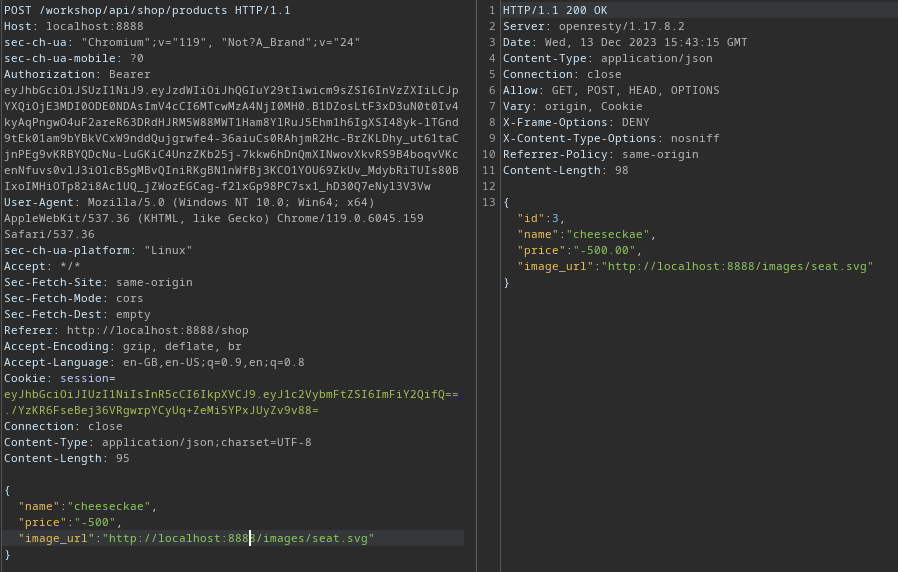 POST /workshop/api/shop/products HTTP/1.1
Host: localhost:8888
sec-ch-ua: "Chromium";v="119", "Not?A_Brand";v="24"
sec-ch-ua-mobile: ?0
Authorization: Bearer
eyJhbGciOiJSUzI1NiJ9.eyJzdWIiOiJhQGIuY29tIiwicm9sZSI6InVzZXIiLCJp
YXQiOjE3MDI0ODE0NDAsImV4cCI6MTcwMzA4NjI0MH0.B1DZosLtF3xD3uN0t0Iv4
kyAqPngwO4uF2areR63DRdHJRM5W88MWT1Ham8Y1RuJ5Ehm1h6IgXSI48yk-lTGnd
9tEk01am9bYBkVCxW9nddQujgrwfe4-36aiuCs0RAhjmR2Hc-BrZKLDhy_ut61taC
jnPEg9vKRBYQDcNu-LuGKiC4UnzZKb25j-7kkw6hDnQmXINwovXkvRS9B4boqvVKc
enNfuvs0vlJ3iOlcB5gMBvQIniRKgBN1nWfBj3KCO1YOU69ZkUv_MdybRiTUIs80B
IxoIMHiOTp82i8Ac1UQ_jZWozEGCag-f2lxGp98PC7sx1_hD30Q7eNyl3V3Vw
User-Agent: Mozilla/5.0 (Windows NT 10.0; Win64; x64)
AppleWebKit/537.36 (KHTML, like Gecko) Chrome/119.0.6045.159
Safari/537.36
sec-ch-ua-platform: "Linux"
Accept: */*
Sec-Fetch-Site: same-origin
Sec-Fetch-Mode: cors
Sec-Fetch-Dest: empty
Referer: http://localhost:8888/shop
Accept-Encoding: gzip, deflate, br
Accept-Language: en-GB,en-US;q=0.9,en;q=0.8
Cookie: session=
eyJhbGciOiJIUzI1NiIsInR5cCI6IkpXVCJ9.eyJ1c2VybmFtZSI6ImFiY2QifQ==
./YzKR6FseBej36VRgwrpYCyUq+ZeMi5YPxJUyZv9v88=
Connection: close
Content-Type: application/json;charset=UTF-8
Content-Length: 95
{
"name":"cheeseckae",
"price":"-500",
"image_url":"http://localhost:8888/images/seat.svg"
}
1 HTTP/1.1 200 OK
2 Server: openresty/1.17.8.2
3 Date: Wed, 13 Dec 2023 15:43:15 GMT
4 Content-Type: application/json
5 Connection: close
6 Allow: GET, POST, HEAD, OPTIONS
7 Vary: origin, Cookie
8 X-Frame-Options: DENY
9 X-Content-Type-Options: nosniff
10 Referrer-Policy: same-origin
11 Content-Length: 98
12
13 {
"id":3,
"name":"cheeseckae",
"price":"-500.00",
"image_url":"http://localhost:8888/images/seat.svg"
}